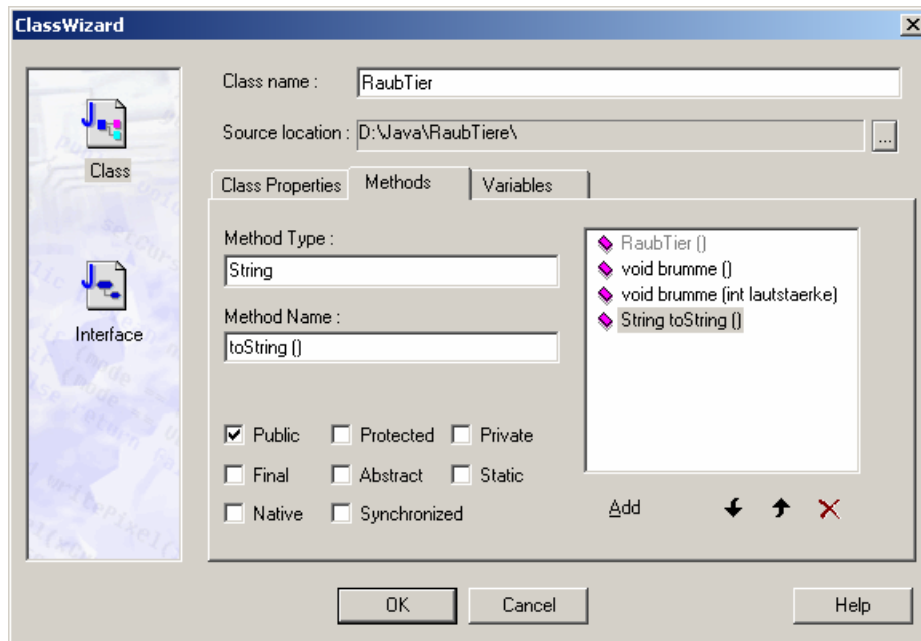 ClassWizard
Class
Interface
Class name :
RaubTier
Source location :
D:\Java\RaubTiere\
...
Class Properties
Methods
Variables
Method Type :
String
Method Name :
toString ()
Public
Protected
Private
Final
Abstract
Static
Native
Synchronized
RaubTier ()
void brumme ()
void brumme (int lautstaerke)
String toString ()
Add
OK
Cancel
Help